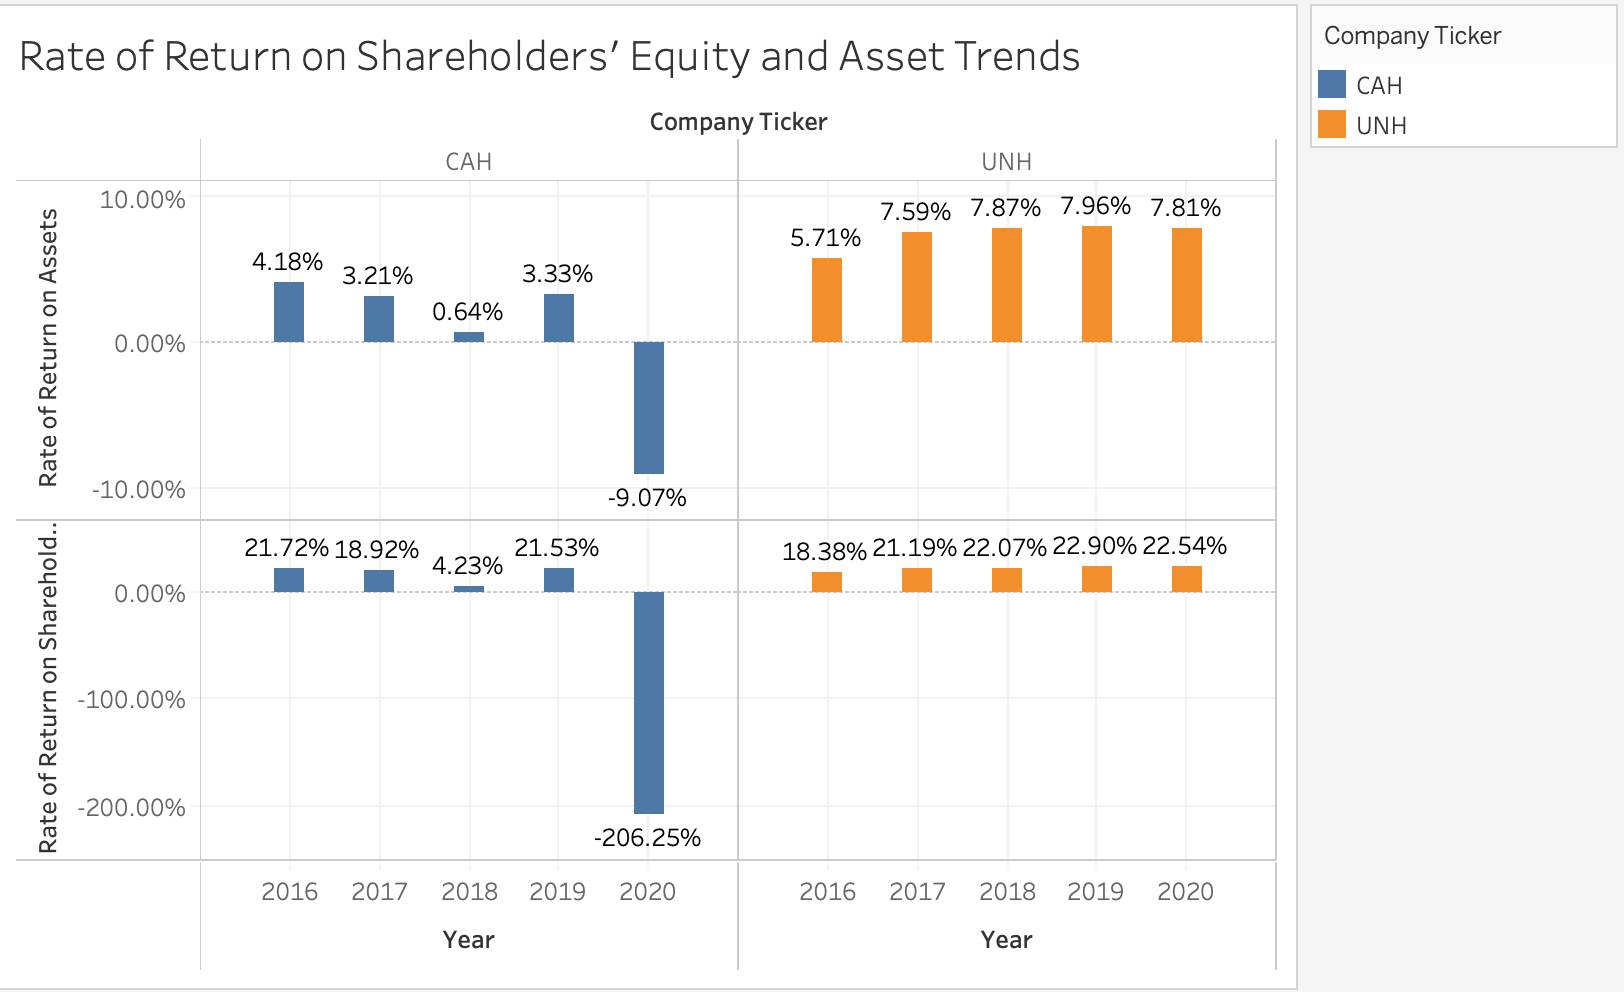 Rate of Return on Shareholders’ Equity and Asset Trends
Company Ticker
CAH
UNH
Company Ticker
CAH UNH
Rate of Return on Assets
10.00%
0.00%
-10.00%
4.18% 3.21% 0.64% 3.33% -9.07%
5.71% 7.59% 7.87% 7.96% 7.81%
Rate of Return on Sharehold..
0.00%
-100.00%
-200.00%
21.72% 18.92% 4.23% 21.53% -206.25%
18.38% 21.19% 22.07% 22.90% 22.54%
2016 2017 2018 2019 2020 2016 2017 2018 2019 2020
Year Year